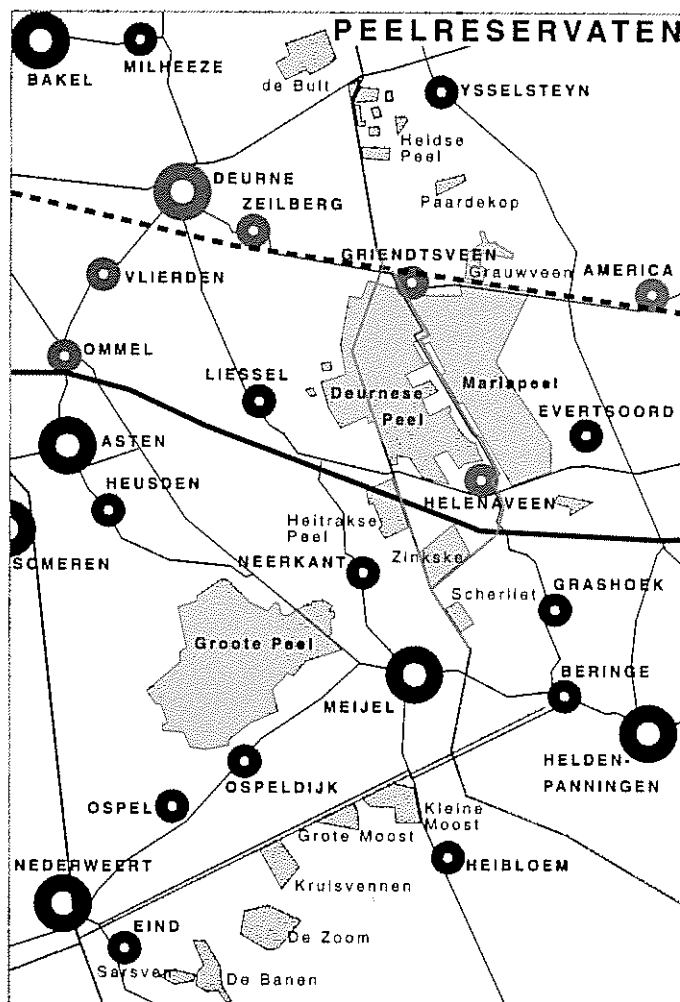 PEELRESERVATEN
BAKEL
MILHEEZE
de Bult
YSSELSTEYN
Heidse
Peel
DEURNE
ZEILBERG
Paardekop
GRIENDTSVEEN
Grauwveen
AMERICA
VLIERDEN
OMMEL
LIESSEL
Deurnese
Peel
Mariapeel
EVERTSOORD
ASTEN
HEUSDEN
HELENAVEEN
Heitrakse
Peel
SOMEREN
NEERKANT
Zinkske
Scherliet
GRASHOEK
Groote Peel
MEIJEL
BERINGE
HELDEN-
PANNINGEN
OSPELDIJK
OSPEL
Kleine
Moost
Grote Moost
NEDERWEERT
HEIBLOEM
Kruisvennen
EIND
De Zoom
Sarsven
De Banen